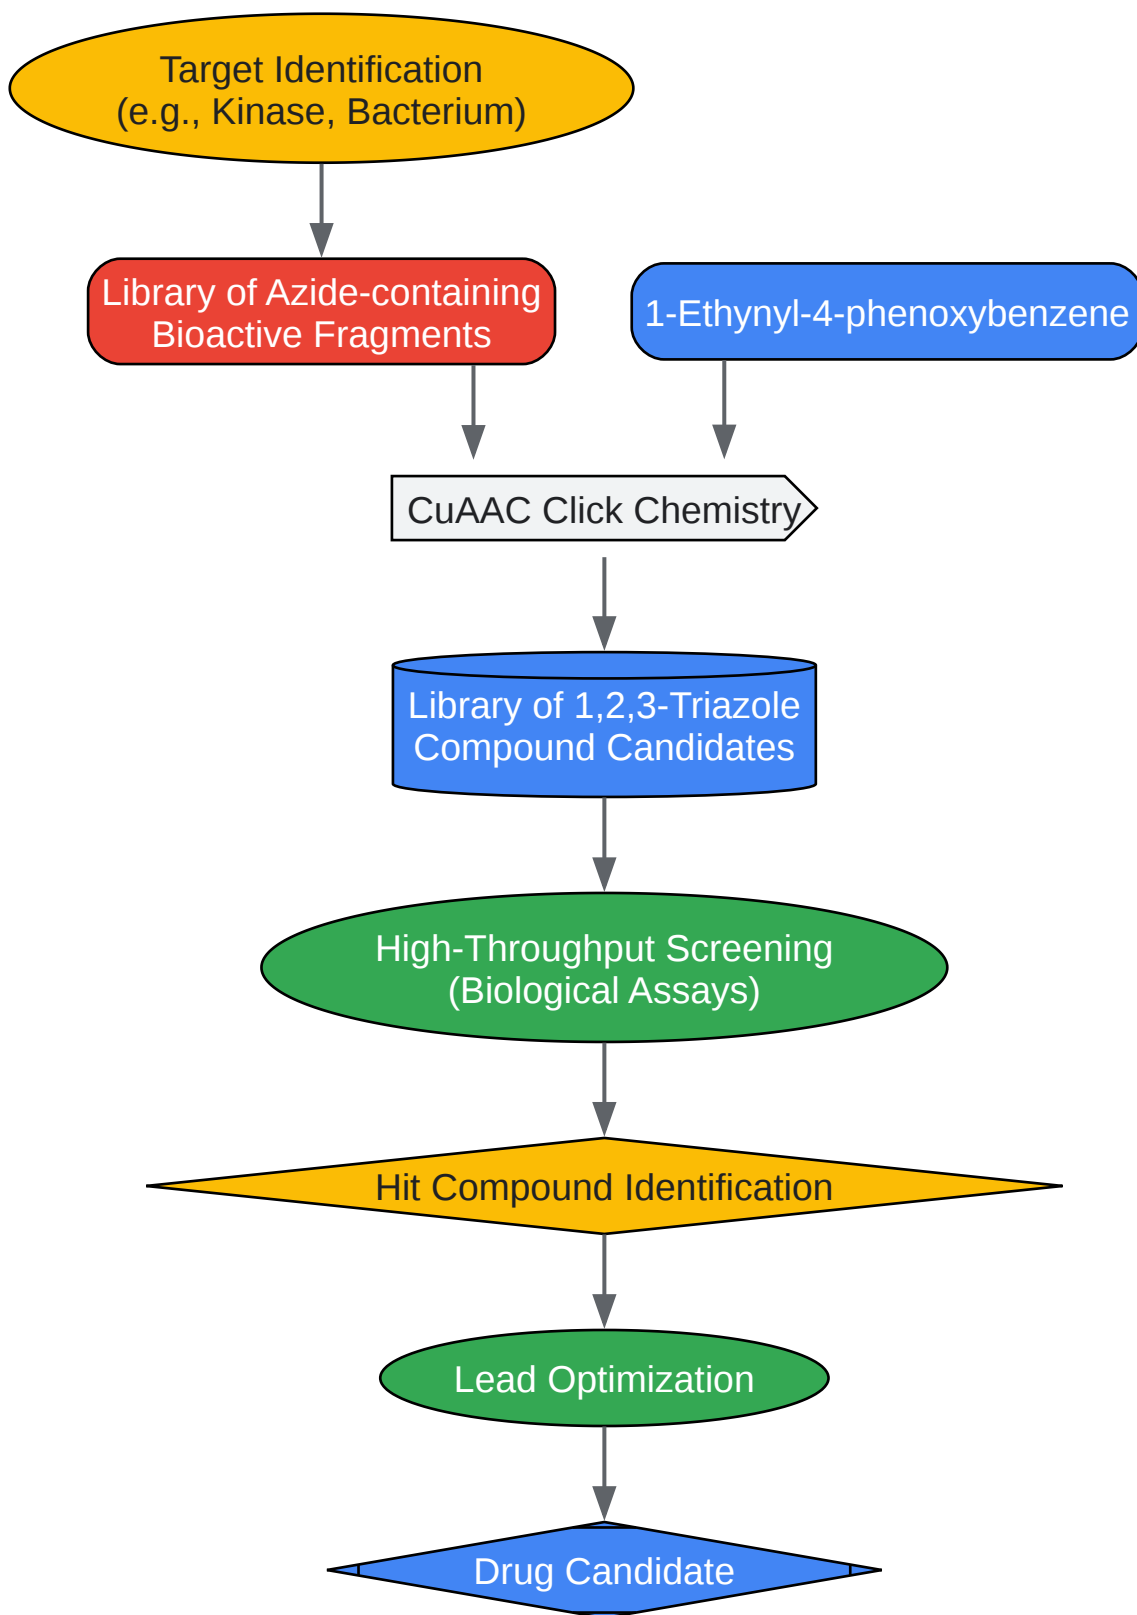 Target Identification
(e.g., Kinase, Bacterium)
Library of Azide-containing
Bioactive Fragments
1-Ethynyl-4-phenoxybenzene
CuAAC Click Chemistry
Library of 1,2,3-Triazole
Compound Candidates
High-Throughput Screening
(Biological Assays)
Hit Compound Identification
Lead Optimization
Drug Candidate